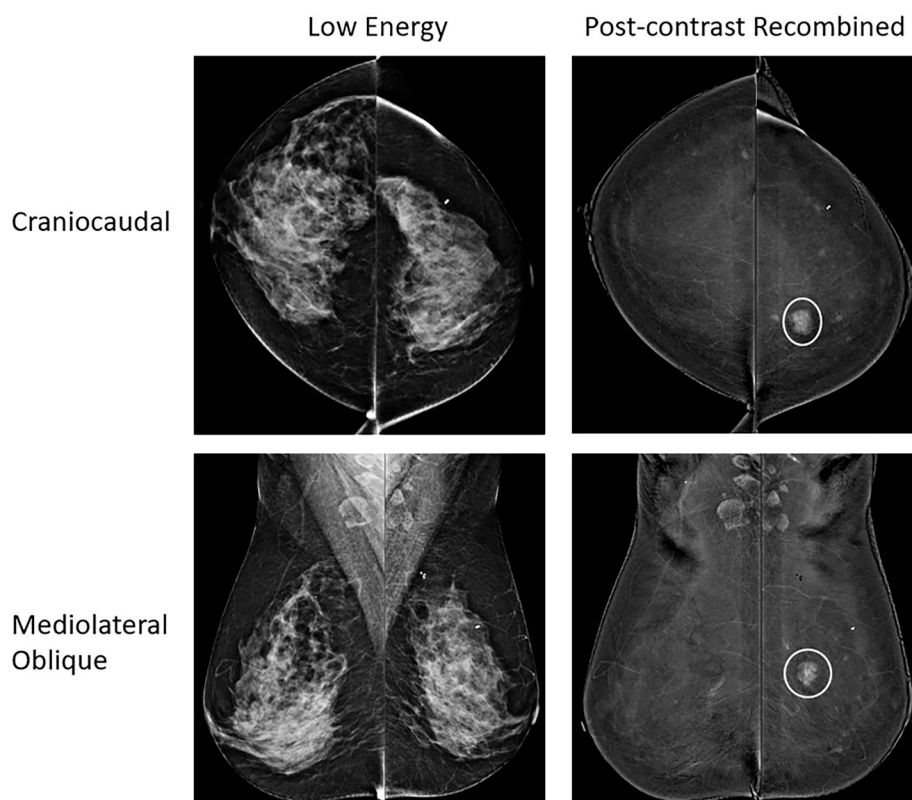 Low Energy
Post-contrast Recombined
Craniocaudal
Mediolateral
Oblique